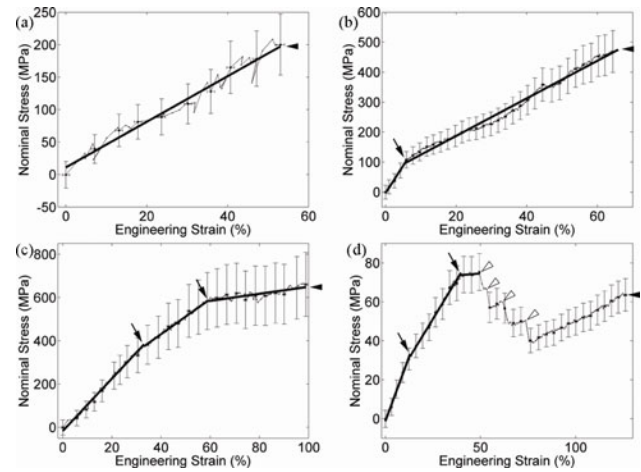 (a)
250
200
150
100
50
0
-50
0 20 40 60
Nominal Stress (MPa)
Engineering Strain (%)
(b)
600
500
400
300
200
100
0
0 20 40 60
Nominal Stress (MPa)
Engineering Strain (%)
(c)
800
600
400
200
0
0 20 40 60 80 100
Nominal Stress (MPa)
Engineering Strain (%)
(d)
80
60
40
20
0
0 50 100
Nominal Stress (MPa)
Engineering Strain (%)